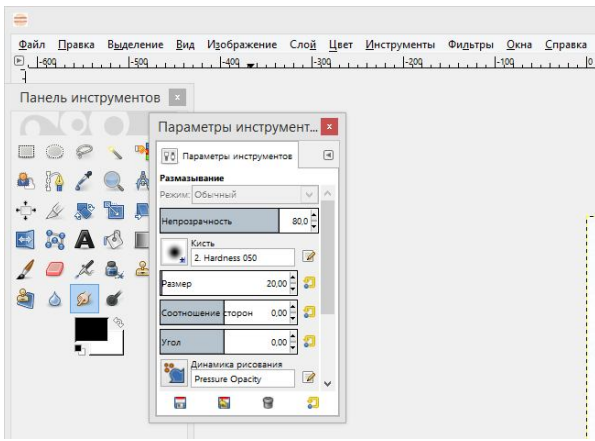 Файл Правка Выделение Вид Изображение Слой Цвет Инструменты Фильтры Окна Справка
-600 -500 -400 -300 -200 -100 0
Панель инструментов
Параметры инструмент...
Параметры инструментов
Размазывание
Режим: Обычный
Непрозрачность 80,0
Кисть
2. Hardness 050
Размер 20,00
Соотношение сторон 0,00
Угол 0,00
Динамика рисования
Pressure Opacity